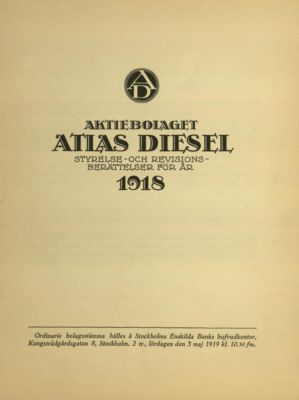 AD
AKTIEBOLAGET
ATLAS DIESEL
STYRELSE- OCH REVISIONS-
BERÄTTELSER FÖR ÅR
1918
Ordinarie bolagsstämma hålles å Stockholms Enskilda Banks hufvudkontor,
Kungsträdgårdsgatan 8, Stockholm, 2 tr., lördagen den 3 maj 1919 kl. 10.30 fm.